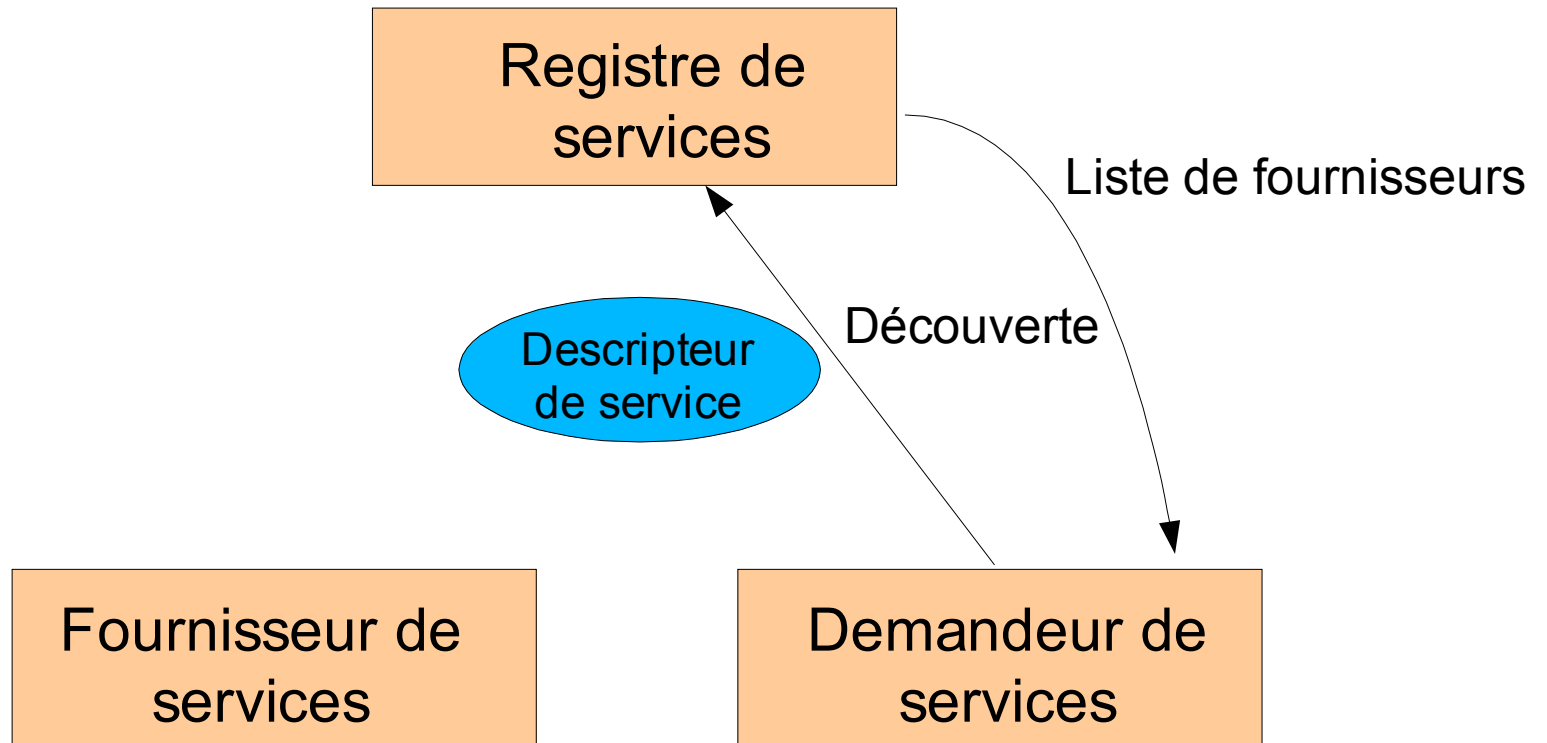 Registre de
services
Liste de fournisseurs
Découverte
Descripteur
de service
Fournisseur de
services
Demandeur de
services